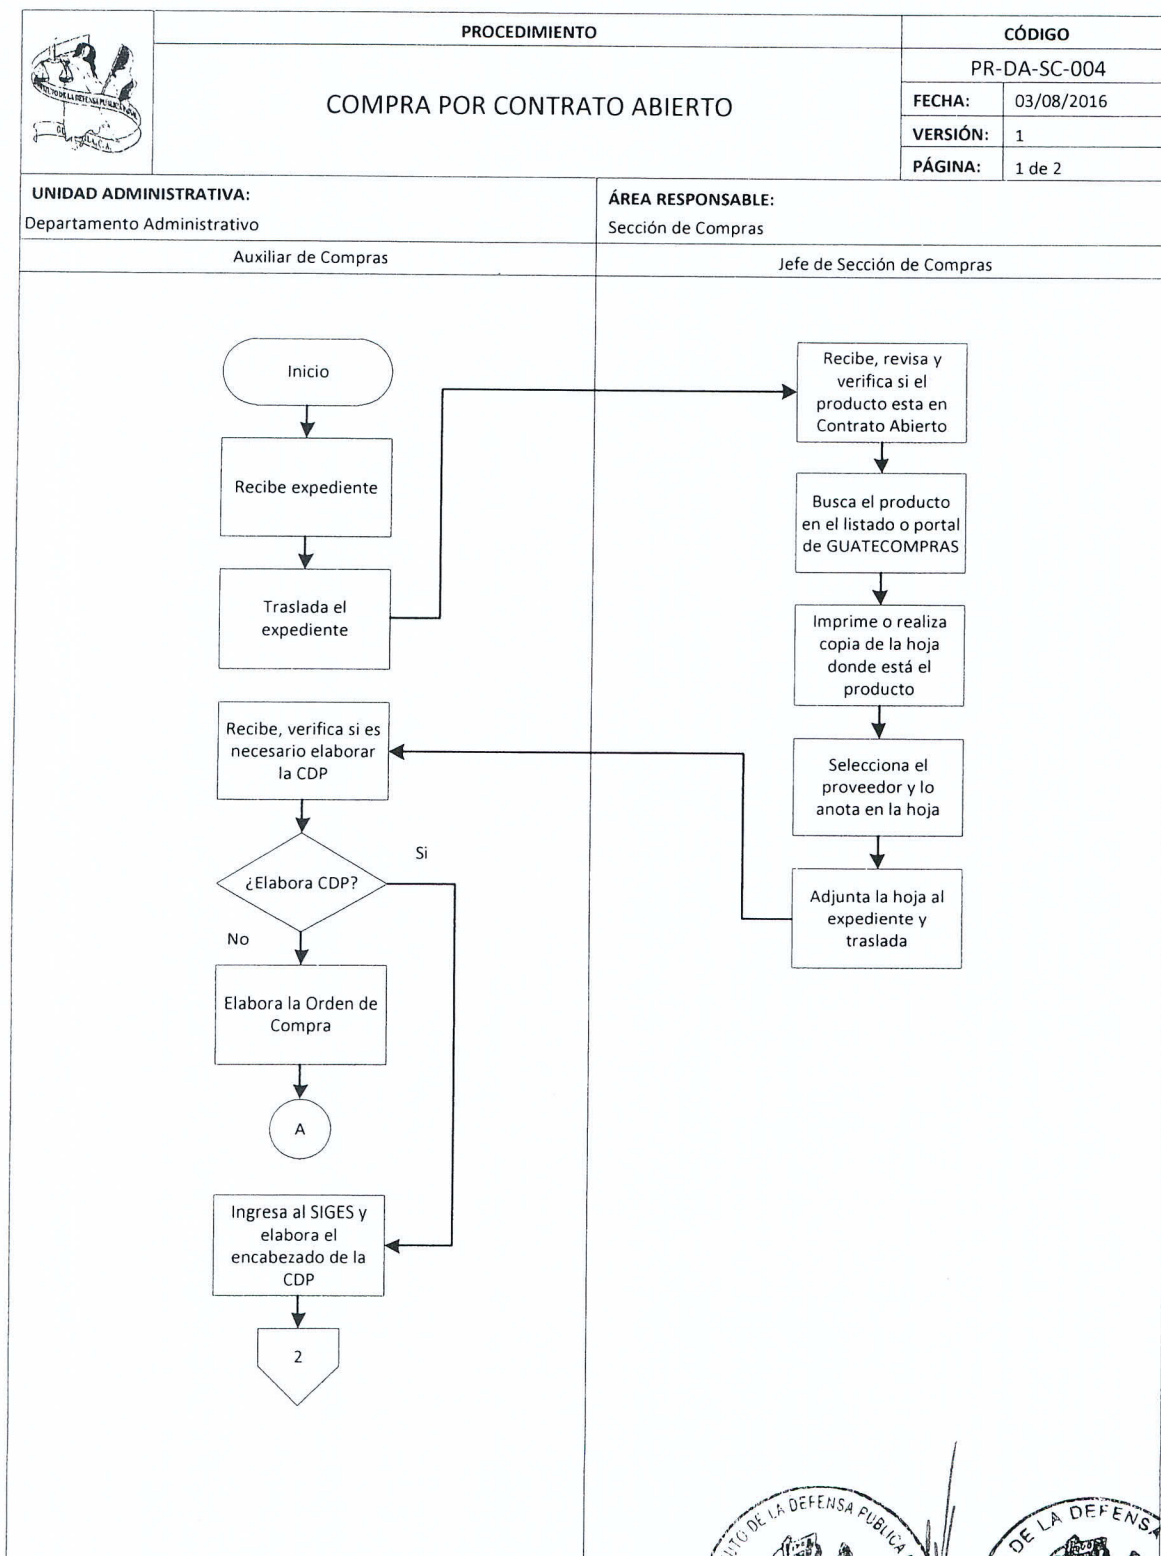 PROCEDIMIENTO
CÓDIGO
COMPRA POR CONTRATO ABIERTO
PR-DA-SC-004
FECHA: 03/08/2016
VERSIÓN: 1
PÁGINA: 1 de 2
UNIDAD ADMINISTRATIVA:
Departamento Administrativo
ÁREA RESPONSABLE:
Sección de Compras
Auxiliar de Compras
Jefe de Sección de Compras
Inicio
Recibe expediente
Traslada el
expediente
Recibe, revisa y
verifica si el
producto esta en
Contrato Abierto
Busca el producto
en el listado o portal
de GUATECOMPRAS
Imprime o realiza
copia de la hoja
donde está el
producto
Selecciona el
proveedor y lo
anota en la hoja
Adjunta la hoja al
expediente y
traslada
Recibe, verifica si es
necesario elaborar
la CDP
¿Elabora CDP?
Si
No
Elabora la Orden de
Compra
A
Ingresa al SIGES y
elabora el
encabezado de la
CDP
2
DE LA DEFENSA PUBLICA
DE LA DEFENSA